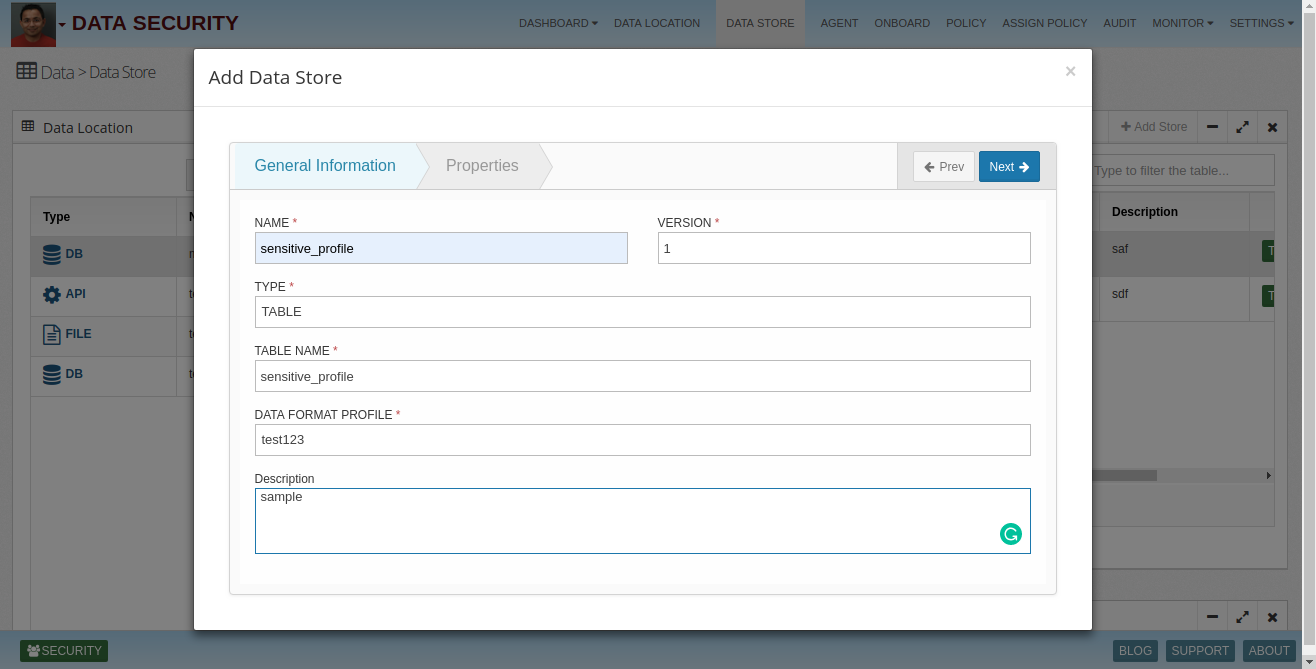 DATA SECURITY
DASHBOARD DATA LOCATION DATA STORE AGENT ONBOARD POLICY ASSIGN POLICY AUDIT MONITOR SETTINGS
Data > Data Store
Add Data Store ×
Data Location
Add Store
General Information Properties Prev Next
Type to filter the table...
Type N
Description
NAME * VERSION *
sensitive_profile 1
DB
saf
T
TYPE *
TABLE
API
sdf
T
FILE
TABLE NAME *
sensitive_profile
DB
DATA FORMAT PROFILE *
test123
Description
sample
SECURITY
BLOG SUPPORT ABOUT